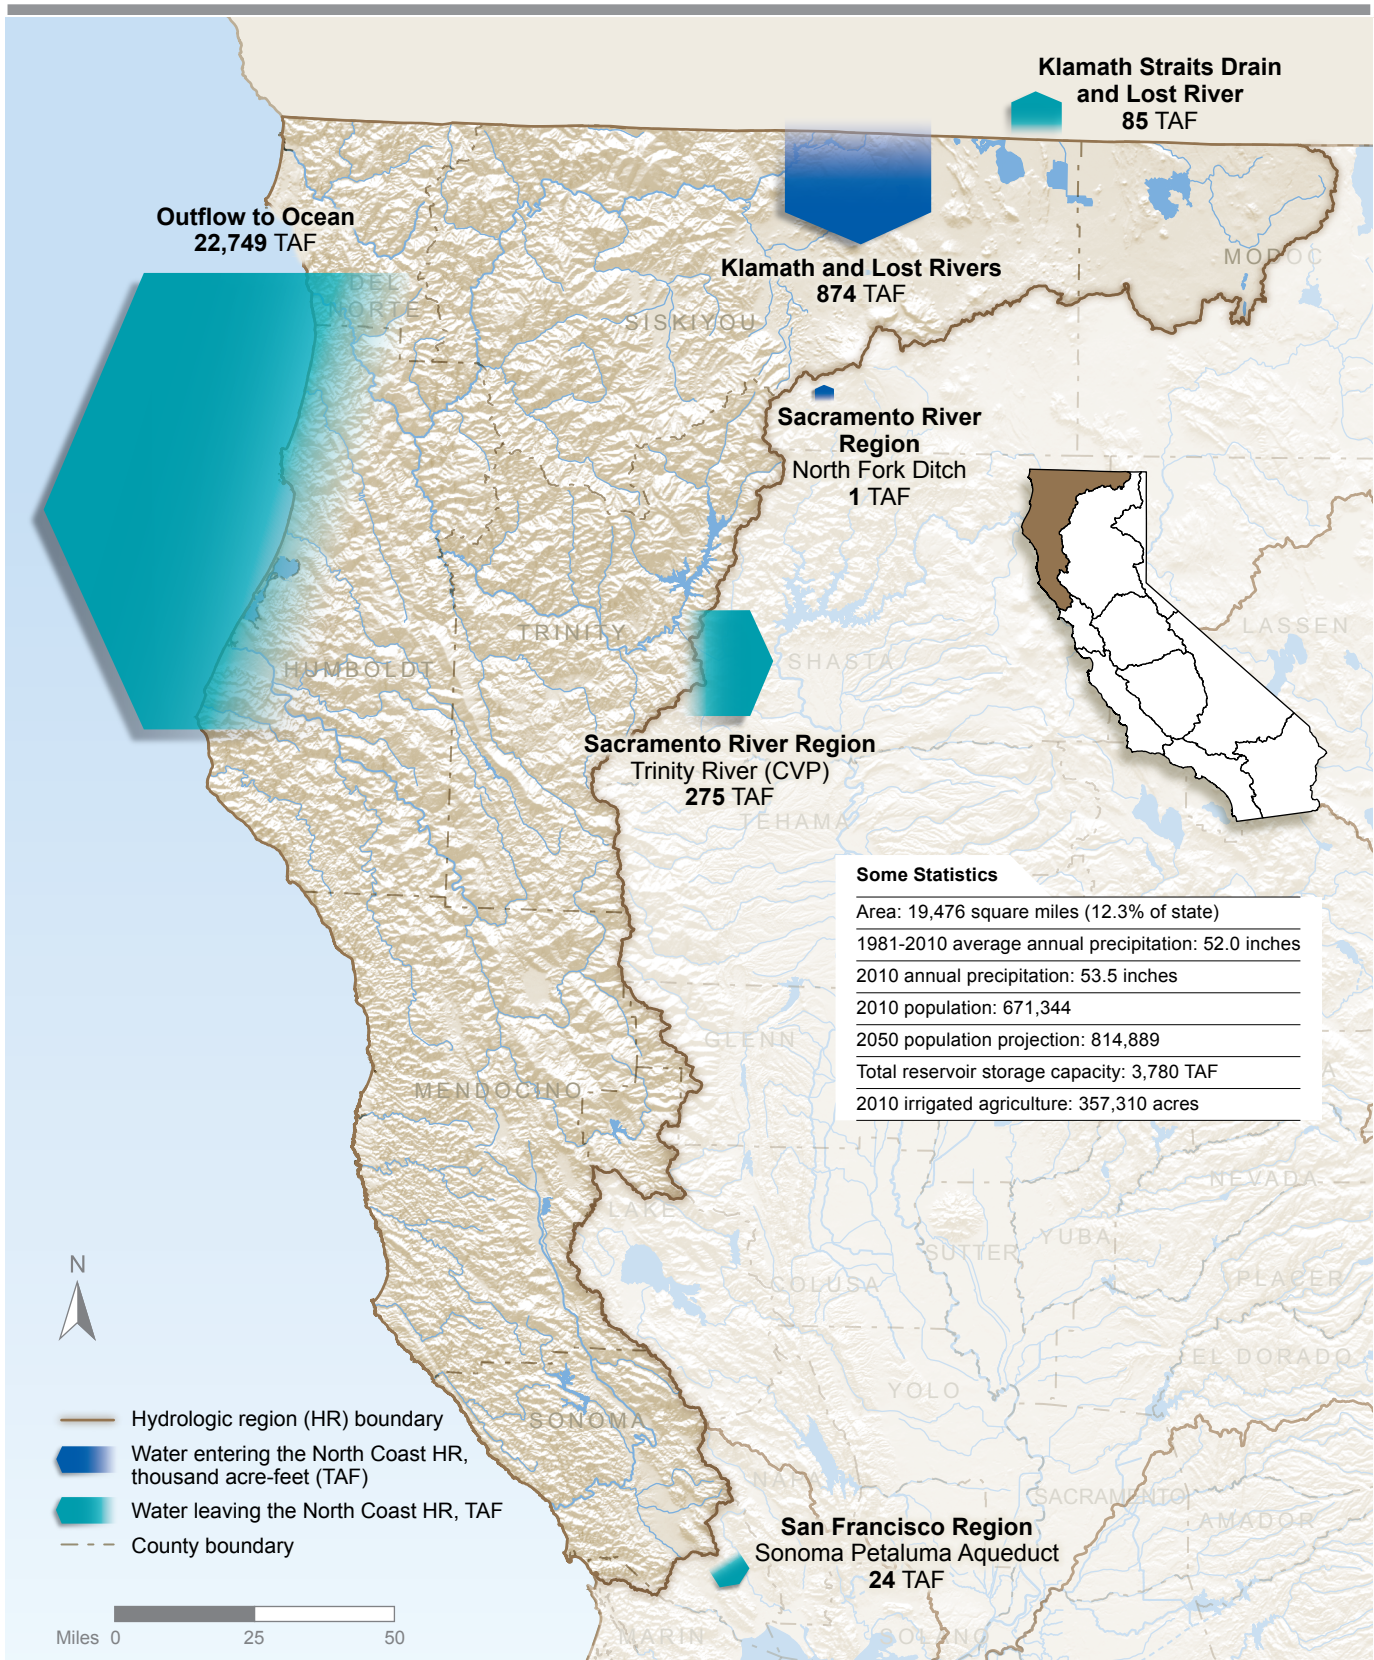 Klamath Straits Drain
and Lost River
85 TAF
Outflow to Ocean
22,749 TAF
Klamath and Lost Rivers
874 TAF
MODOC
DEL
NORTE
SISKIYOU
Sacramento River
Region
North Fork Ditch
1 TAF
TRINITY
HUMBOLDT
SHASTA
LASSEN
Sacramento River Region
Trinity River (CVP)
275 TAF
TEHAMA
Some Statistics
Area: 19,476 square miles (12.3% of state)
1981-2010 average annual precipitation: 52.0 inches
2010 annual precipitation: 53.5 inches
2010 population: 671,344
2050 population projection: 814,889
Total reservoir storage capacity: 3,780 TAF
2010 irrigated agriculture: 357,310 acres
GLENN
MENDOCINO
LAKE
NEVADA
YUBA
SUTTER
COLUSA
PLACER
EL DORADO
YOLO
SONOMA
NAPA
SACRAMENTO
AMADOR
N
Hydrologic region (HR) boundary
Water entering the North Coast HR,
thousand acre-feet (TAF)
Water leaving the North Coast HR, TAF
County boundary
San Francisco Region
Sonoma Petaluma Aqueduct
24 TAF
Miles 0 25 50
MARIN
SOLANO